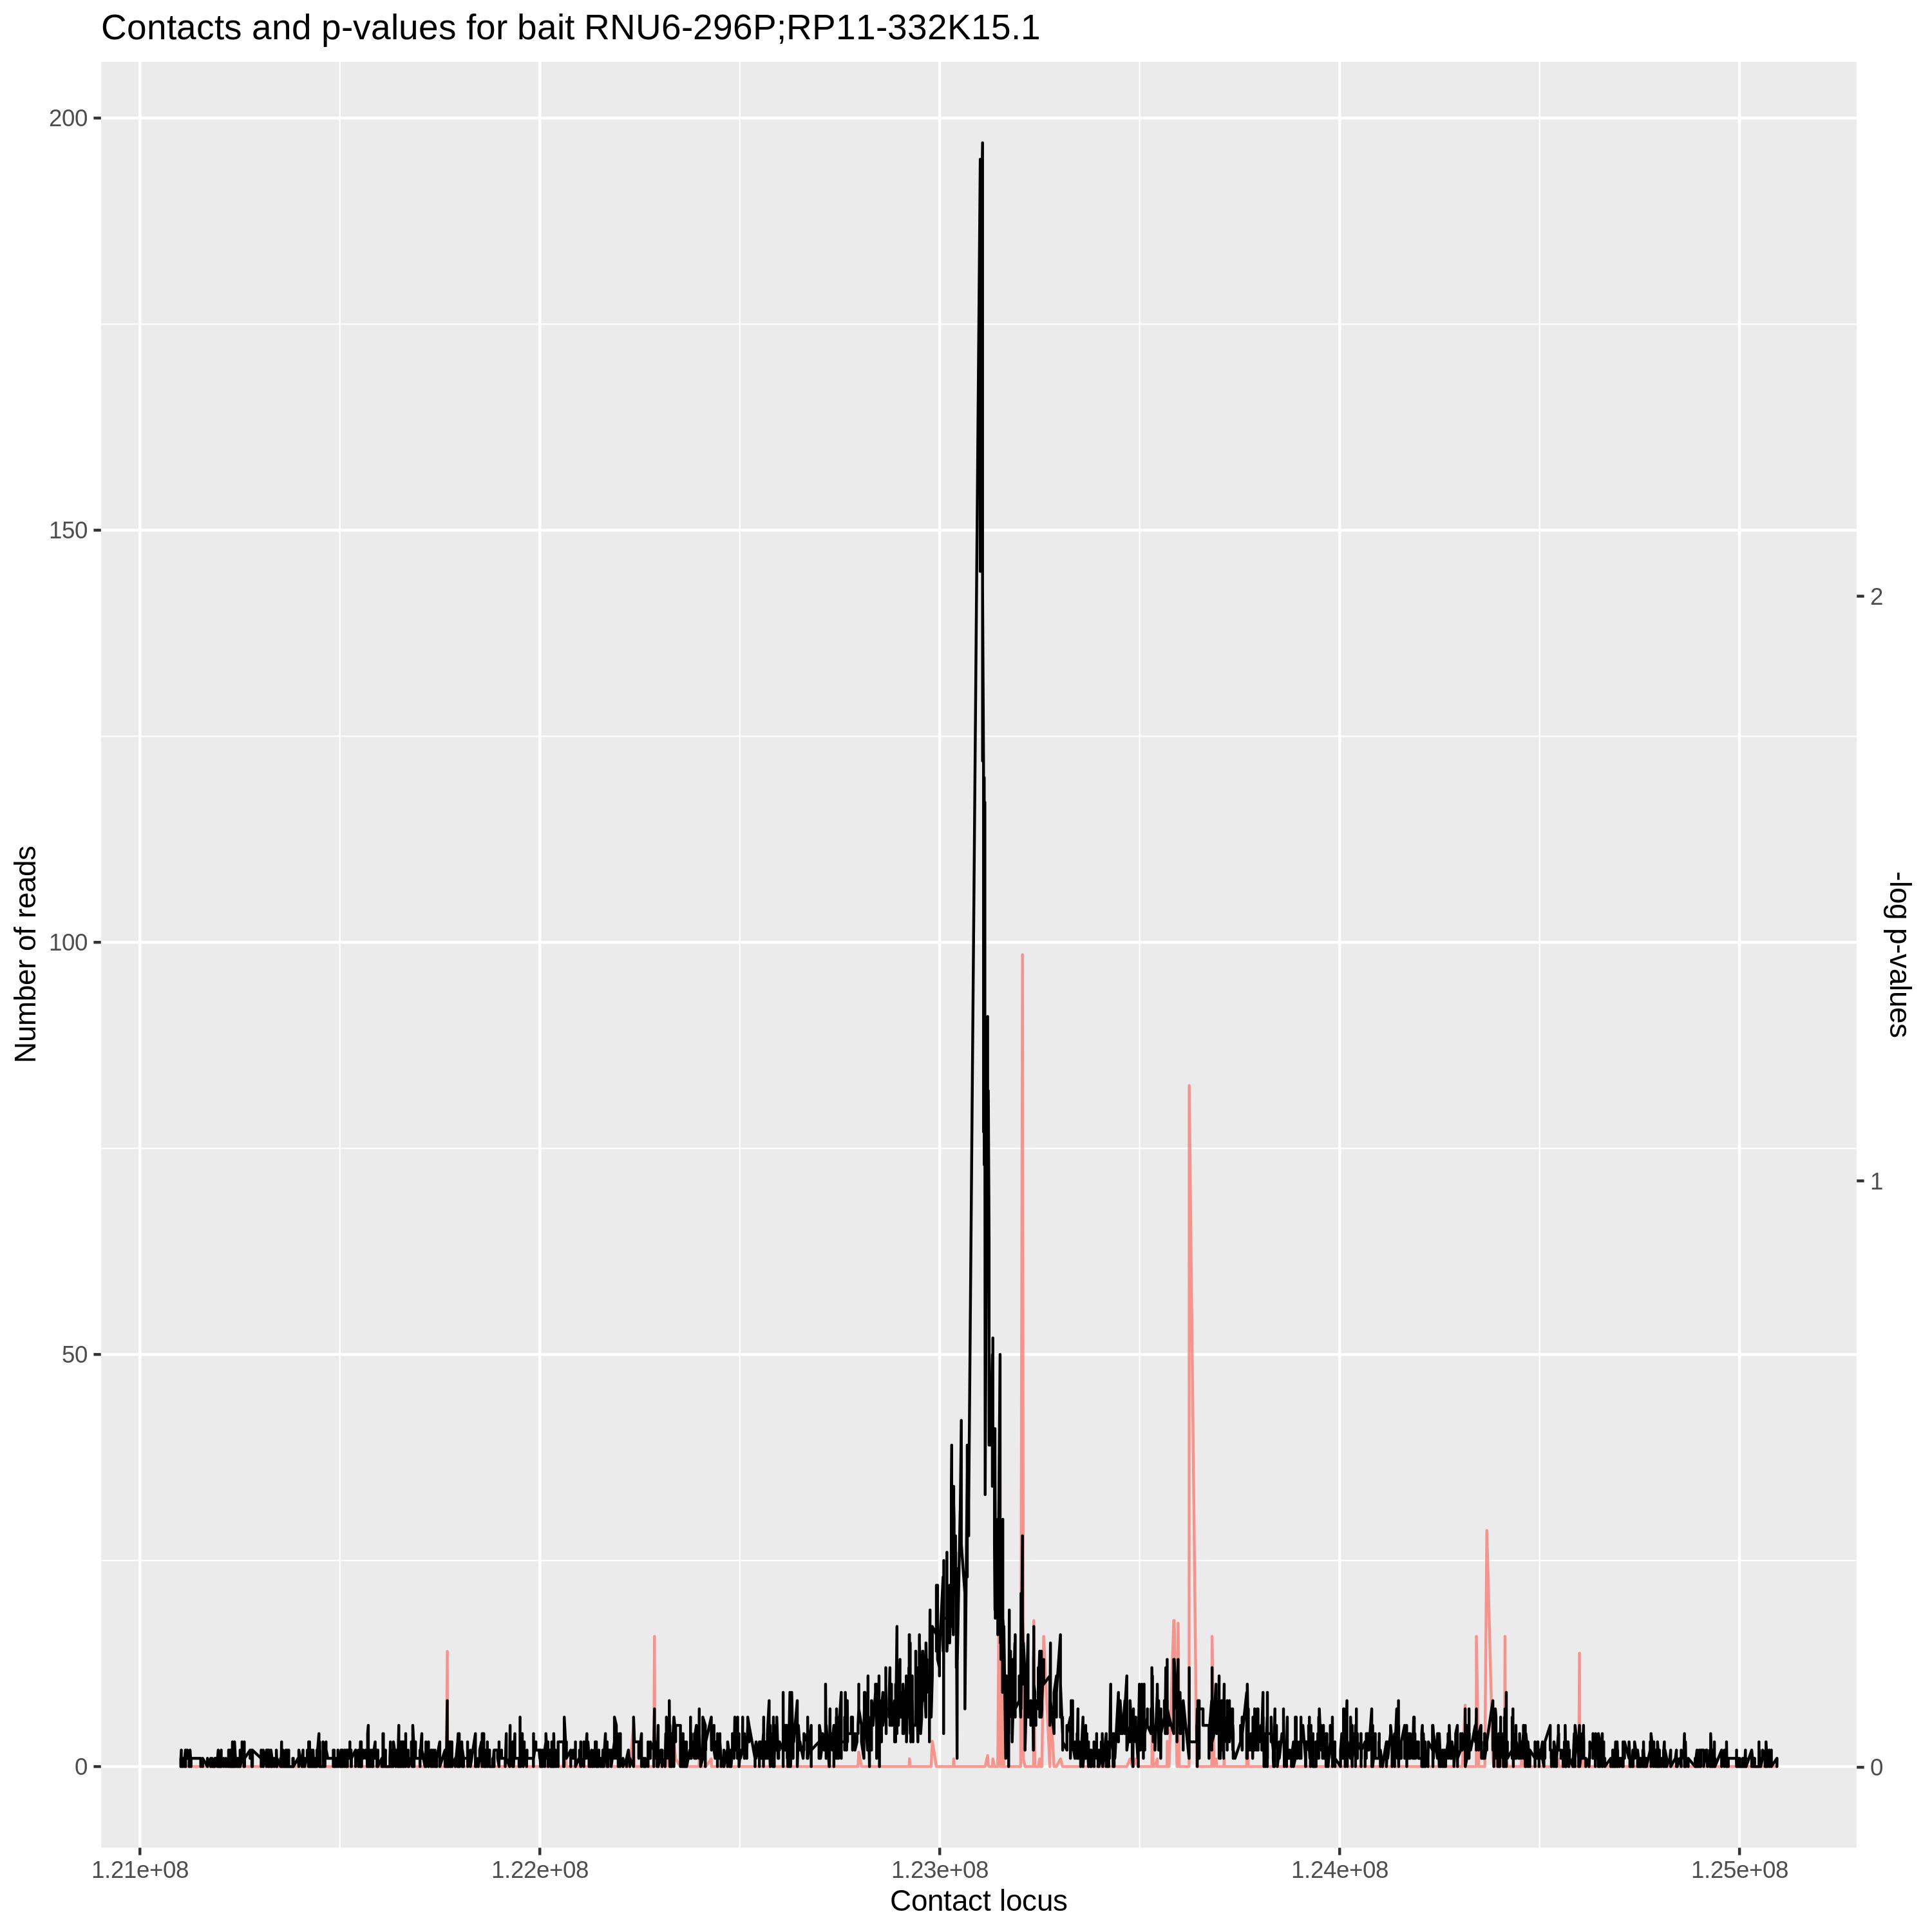 Contacts and p-values for bait RNU6-296P;RP11-332K15.1
200
150
100
50
0
Number of reads
2
1
0
-log p-values
1.21e+08
1.22e+08
1.23e+08
1.24e+08
1.25e+08
Contact locus